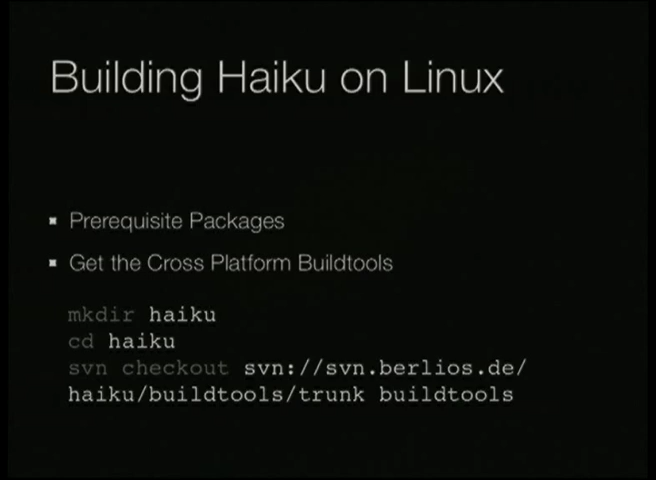 Building Haiku on Linux
Prerequisite Packages
Get the Cross Platform Buildtools
mkdir haiku
cd haiku
svn checkout svn://svn.berlios.de/
haiku/buildtools/trunk buildtools